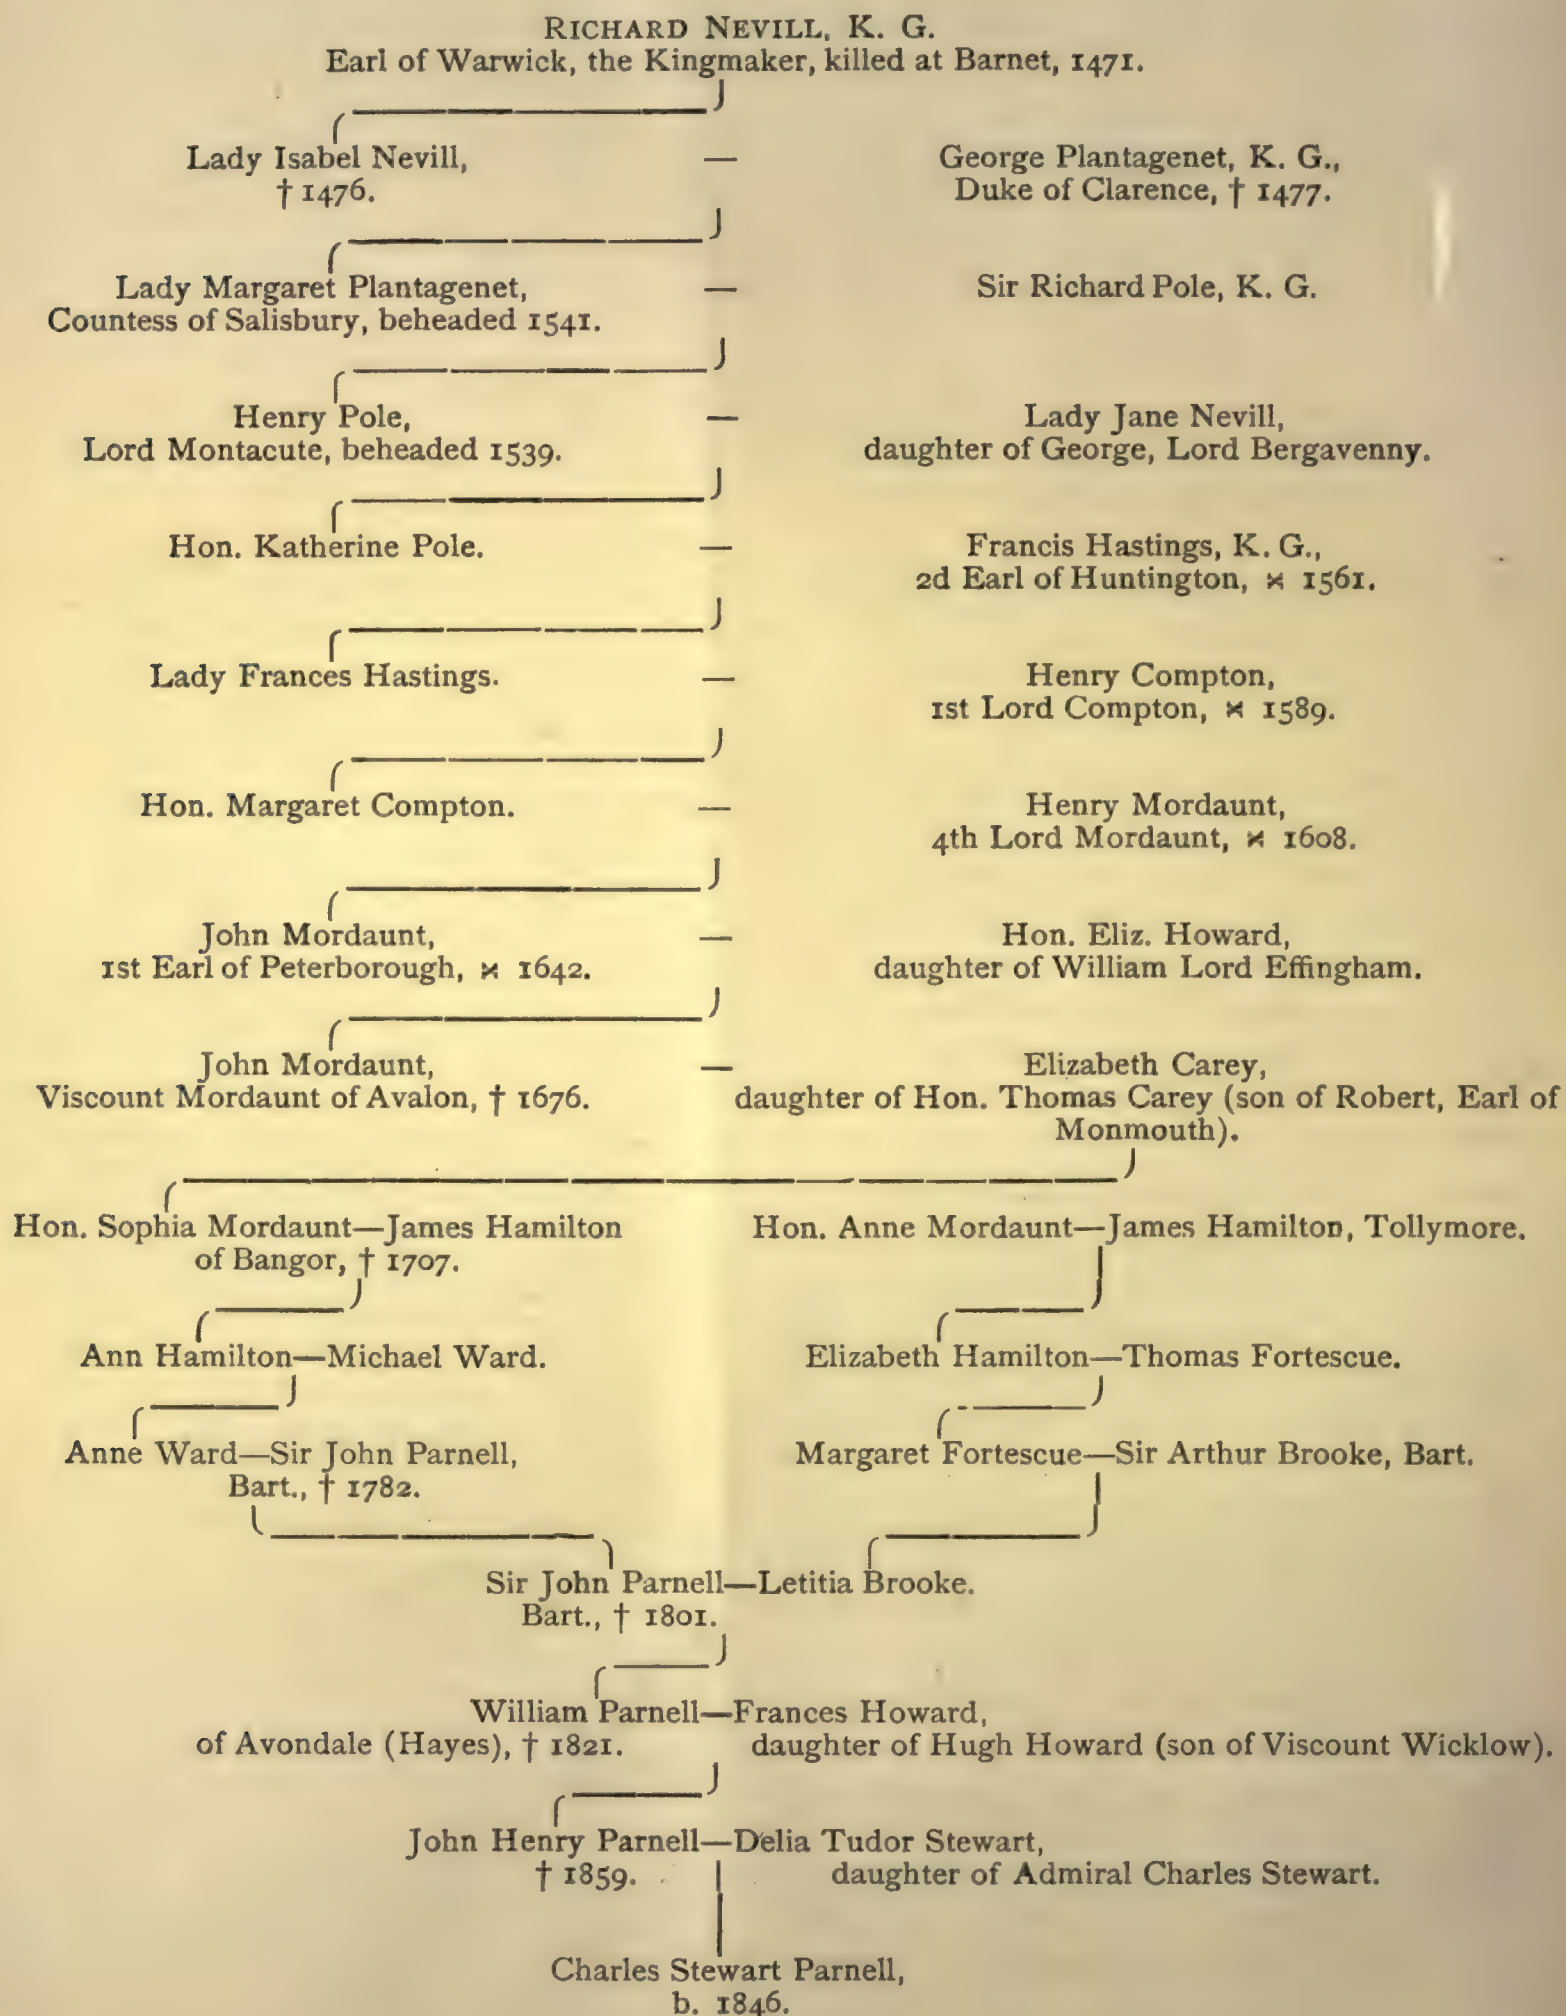 RICHARD NEVILL, K. G.
Earl of Warwick, the Kingmaker, killed at Barnet, 1471.
Lady Isabel Nevill, — George Plantagenet, K. G.,
† 1476. Duke of Clarence, † 1477.
Lady Margaret Plantagenet, — Sir Richard Pole, K. G.
Countess of Salisbury, beheaded 1541.
Henry Pole, — Lady Jane Nevill,
Lord Montacute, beheaded 1539. daughter of George, Lord Bergavenny.
Hon. Katherine Pole. — Francis Hastings, K. G.,
2d Earl of Huntington, ⚔ 1561.
Lady Frances Hastings. — Henry Compton,
1st Lord Compton, ⚔ 1589.
Hon. Margaret Compton. — Henry Mordaunt,
4th Lord Mordaunt, ⚔ 1608.
John Mordaunt, — Hon. Eliz. Howard,
1st Earl of Peterborough, ⚔ 1642. daughter of William Lord Effingham.
John Mordaunt, — Elizabeth Carey,
Viscount Mordaunt of Avalon, † 1676. daughter of Hon. Thomas Carey (son of Robert, Earl of
Monmouth).
Hon. Sophia Mordaunt—James Hamilton Hon. Anne Mordaunt—James Hamilton, Tollymore.
of Bangor, † 1707.
Ann Hamilton—Michael Ward. Elizabeth Hamilton—Thomas Fortescue.
Anne Ward—Sir John Parnell, Margaret Fortescue—Sir Arthur Brooke, Bart.
Bart., † 1782.
Sir John Parnell—Letitia Brooke.
Bart., † 1801.
William Parnell—Frances Howard,
of Avondale (Hayes), † 1821. daughter of Hugh Howard (son of Viscount Wicklow).
John Henry Parnell—Delia Tudor Stewart,
† 1859. daughter of Admiral Charles Stewart.
Charles Stewart Parnell,
b. 1846.